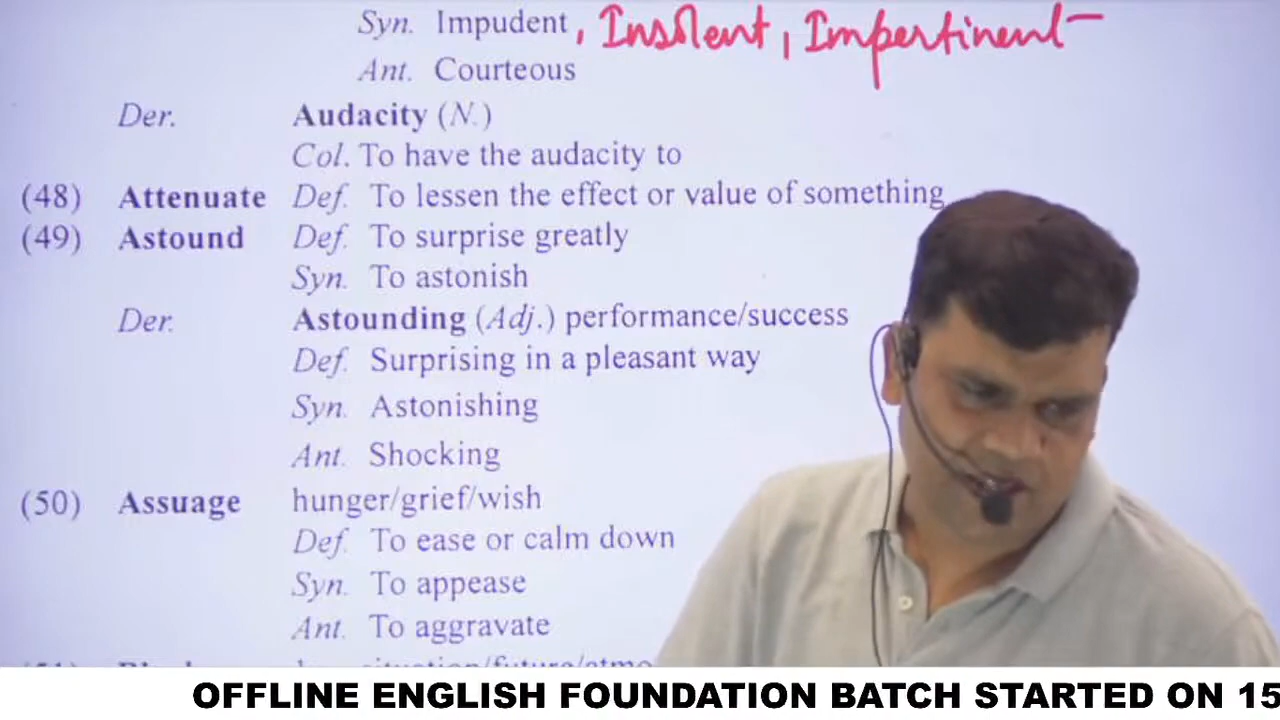 Syn. Impudent, Insolent, Impertinent
Ant. Courteous
Der. Audacity (N.)
Col. To have the audacity to
(48) Attenuate Def. To lessen the effect or value of something
(49) Astound Def. To surprise greatly
Syn. To astonish
Der. Astounding (Adj.) performance/success
Def. Surprising in a pleasant way
Syn. Astonishing
Ant. Shocking
(50) Assuage hunger/grief/wish
Def. To ease or calm down
Syn. To appease
Ant. To aggravate
situation/future/atmo
OFFLINE ENGLISH FOUNDATION BATCH STARTED ON 15